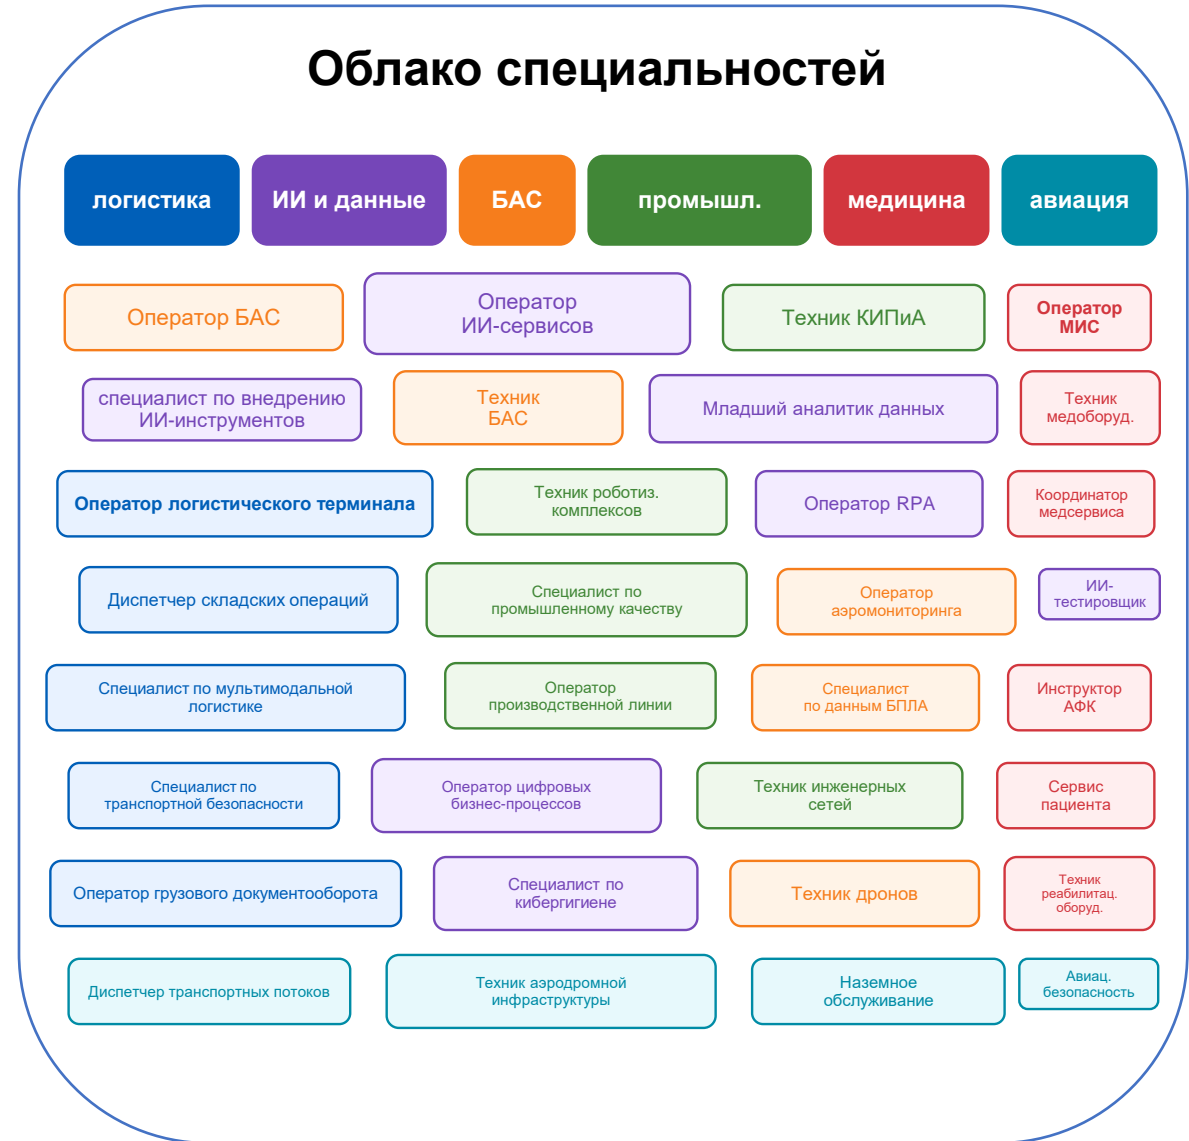 Облако специальностей
логистика
ИИ и данные
БАС
промышл.
медицина
авиация
Оператор БАС
Оператор
ИИ-сервисов
Техник КИПиА
Оператор
МИС
специалист по внедрению
ИИ-инструментов
Техник
БАС
Младший аналитик данных
Техник
медоборуд.
Оператор логистического терминала
Техник роботиз.
комплексов
Оператор RPA
Координатор
медсервиса
Диспетчер складских операций
Специалист по
промышленному качеству
Оператор
аэромониторинга
ИИ-
тестировщик
Специалист по мультимодальной
логистике
Оператор
производственной линии
Специалист
по данным БПЛА
Инструктор
АФК
Специалист по
транспортной безопасности
Оператор цифровых
бизнес-процессов
Техник инженерных
сетей
Сервис
пациента
Оператор грузового документооборота
Специалист по
кибергигиене
Техник дронов
Техник
реабилитац.
оборуд.
Диспетчер транспортных потоков
Техник аэродромной
инфраструктуры
Наземное
обслуживание
Авиац.
безопасность